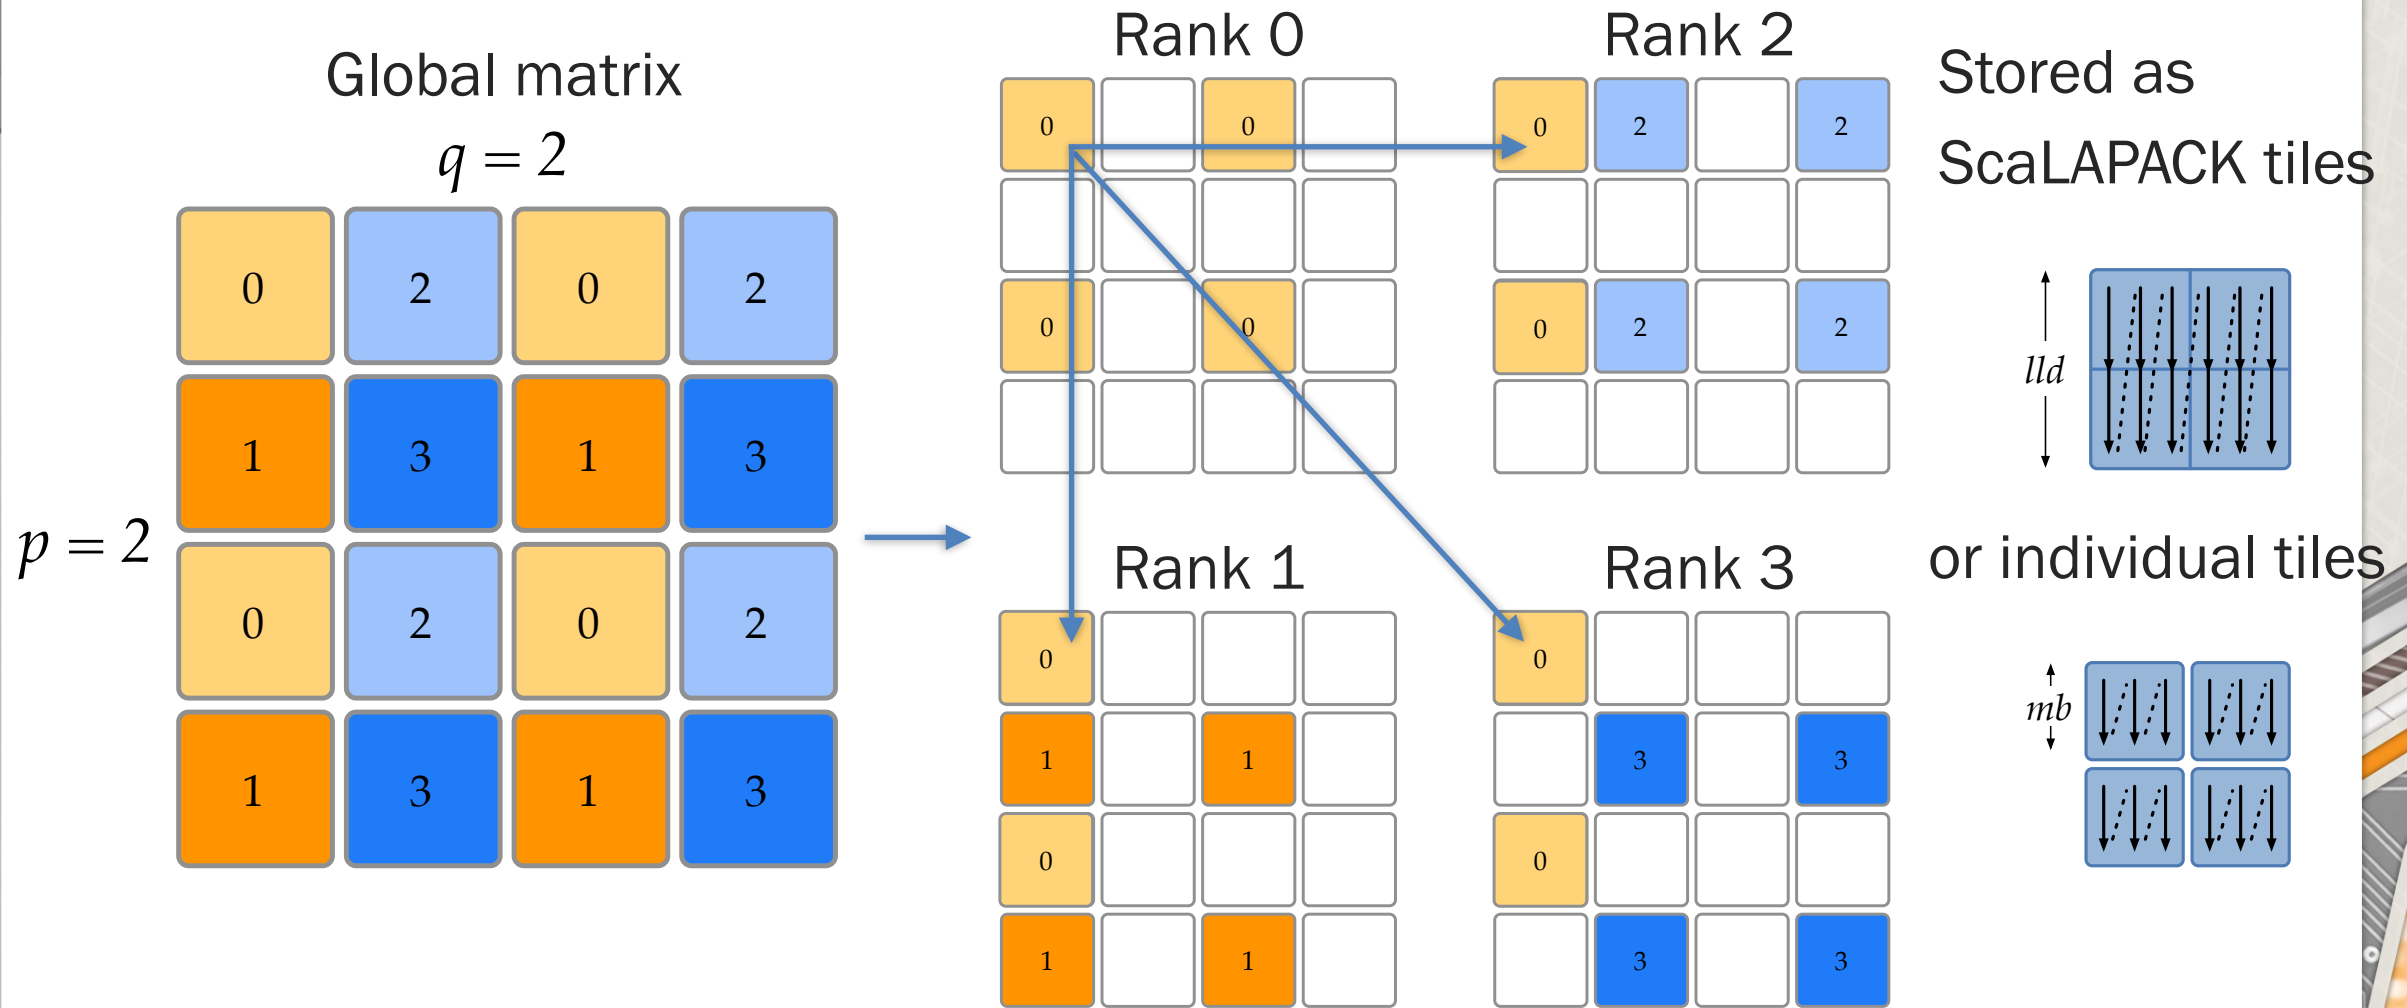 Global matrix
q = 2
0 2 0 2
1 3 1 3
p = 2
0 2 0 2
1 3 1 3
Rank 0
0 0
0 0
Rank 2
0 2 2
0 2 2
Rank 1
0
1 1
0
1 1
Rank 3
0
3 3
0
3 3
Stored as
ScaLAPACK tiles
lld
or individual tiles
mb